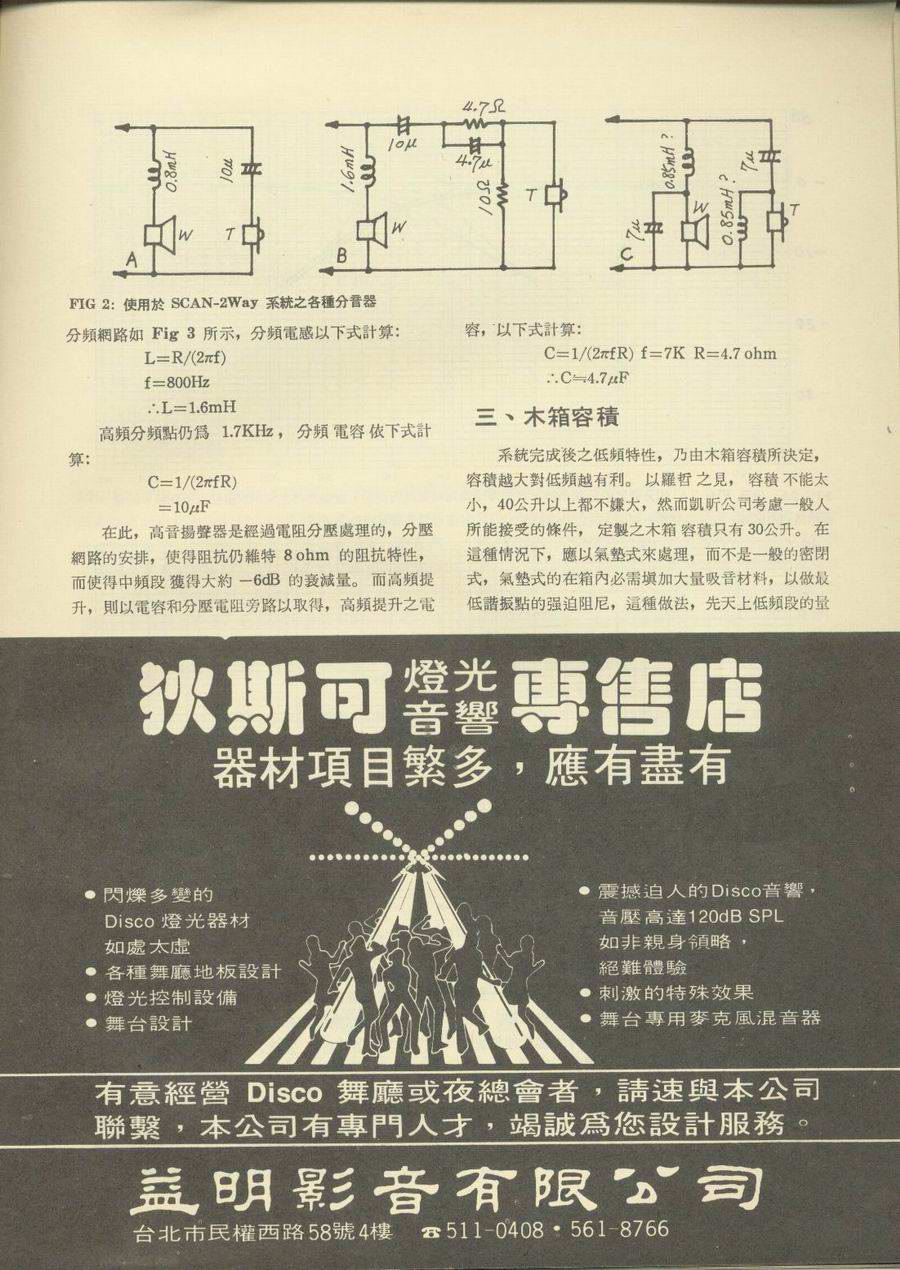 0.8mH
10μ
W
T
A
1.6mH
10μ
4.7Ω
4.7μ
10Ω
W
T
B
7μ
0.85mH?
W
0.85mH?
7μ
T
C
FIG 2: 使用於 SCAN-2Way 系統之各種分音器
分頻網路如 Fig 3 所示，分頻電感以下式計算：
L=R/(2πf)
f=800Hz
∴L=1.6mH
高頻分頻點仍爲 1.7KHz，分頻電容依下式計
算：
C=1/(2πfR)
=10μF
在此，高音揚聲器是經過電阻分壓處理的，分壓
網路的安排，使得阻抗仍維特 8 ohm 的阻抗特性，
而使得中頻段獲得大約 −6dB 的衰減量。而高頻提
升，則以電容和分壓電阻旁路以取得，高頻提升之電
容，以下式計算：
C=1/(2πfR) f=7K R=4.7 ohm
∴C≒4.7μF
三、木箱容積
系統完成後之低頻特性，乃由木箱容積所決定，
容積越大對低頻越有利。以羅哲之見，容積不能太
小，40公升以上都不嫌大，然而凱昕公司考慮一般人
所能接受的條件，定製之木箱容積只有30公升。在
這種情況下，應以氣墊式來處理，而不是一般的密閉
式，氣墊式的在箱內必需塡加大量吸音材料，以做最
低諧振點的强迫阻尼，這種做法，先天上低頻段的量
狄斯可燈光音響專售店
器材項目繁多，應有盡有
• 閃爍多變的
Disco 燈光器材
如處太虛
• 各種舞廳地板設計
• 燈光控制設備
• 舞台設計
• 震撼迫人的Disco音響，
音壓高達120dB SPL
如非親身領略，
絕難體驗
• 刺激的特殊效果
• 舞台專用麥克風混音器
有意經營 Disco 舞廳或夜總會者，請速與本公司
聯繫，本公司有專門人才，竭誠爲您設計服務。
益明影音有限公司
台北市民權西路58號4樓 ☎511-0408・561-8766